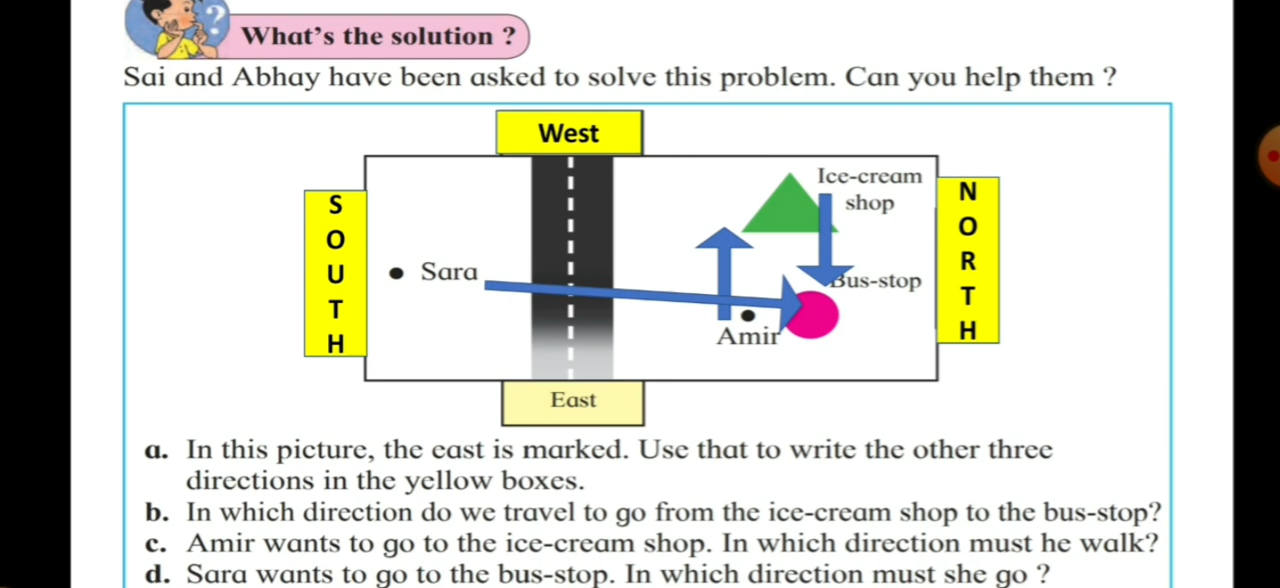 What's the solution ?
Sai and Abhay have been asked to solve this problem. Can you help them ?
West
Ice-cream
shop
SOUTH
NORTH
Sara
Bus-stop
Amir
East
a. In this picture, the east is marked. Use that to write the other three
directions in the yellow boxes.
b. In which direction do we travel to go from the ice-cream shop to the bus-stop?
c. Amir wants to go to the ice-cream shop. In which direction must he walk?
d. Sara wants to go to the bus-stop. In which direction must she go ?